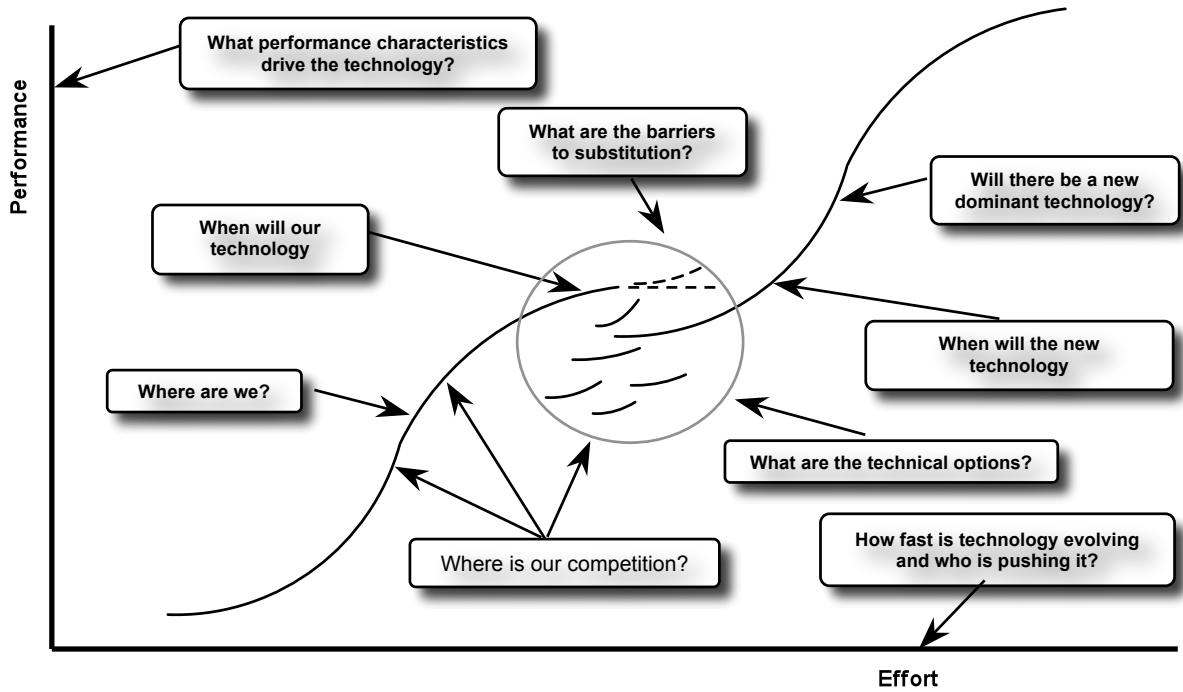 What performance characteristics
drive the technology?
Performance
What are the barriers
to substitution?
Will there be a new
dominant technology?
When will our
technology
When will the new
technology
Where are we?
What are the technical options?
Where is our competition?
How fast is technology evolving
and who is pushing it?
Effort